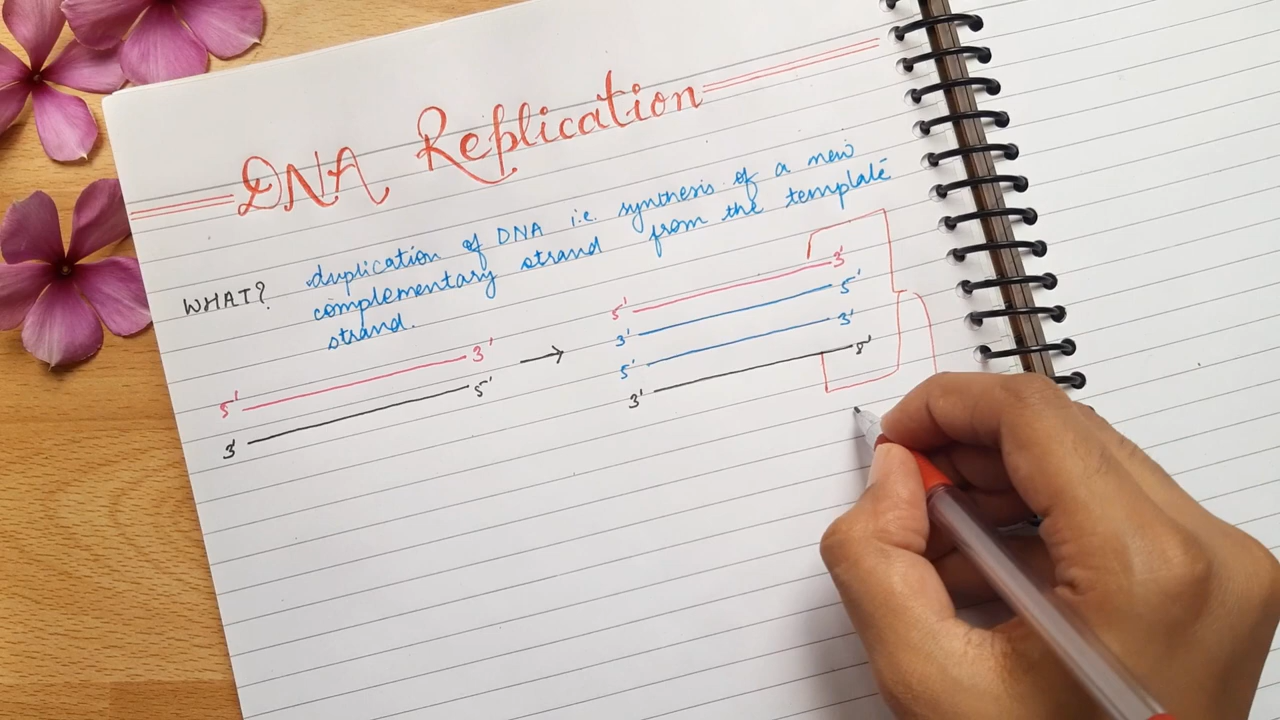 DNA Replication
WHAT? duplication of DNA i.e. synthesis of a new
complementary strand from the template
strand.
5' 3'
3' 5'
→
5' 3'
3' 5'
5' 3'
3' 5'